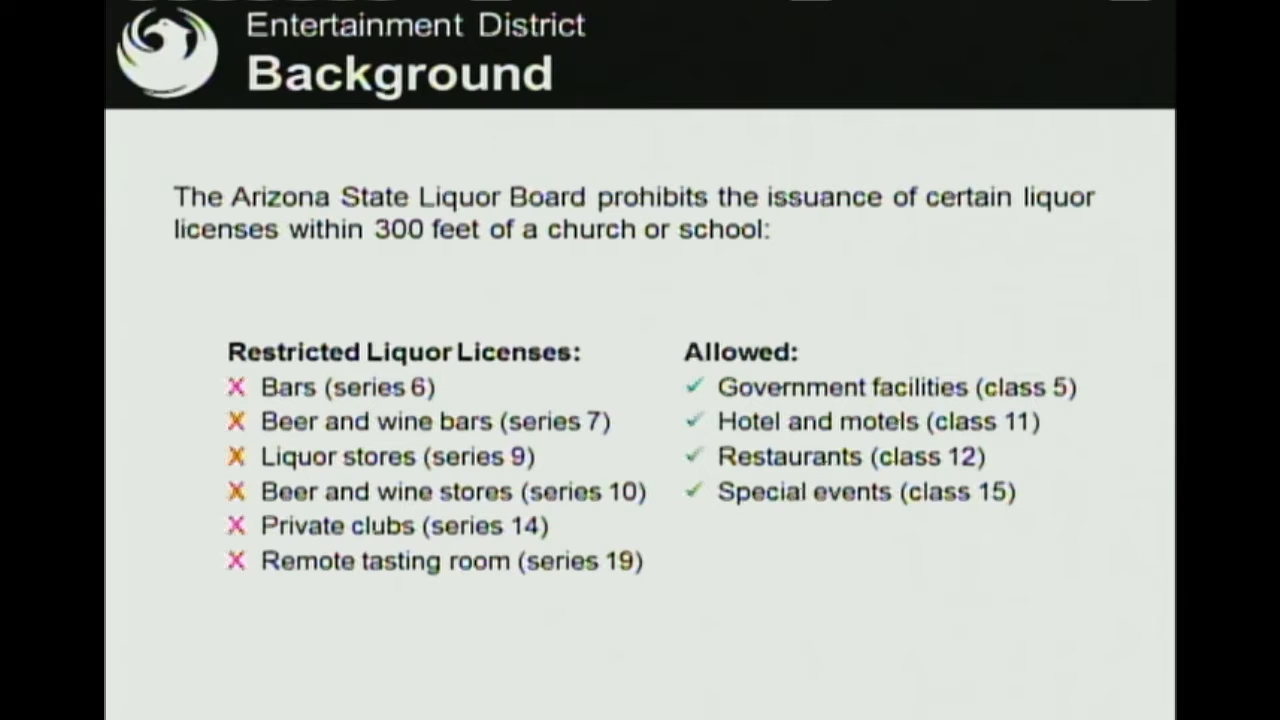 Entertainment District
Background
The Arizona State Liquor Board prohibits the issuance of certain liquor
licenses within 300 feet of a church or school:
Restricted Liquor Licenses:
X Bars (series 6)
X Beer and wine bars (series 7)
X Liquor stores (series 9)
X Beer and wine stores (series 10)
X Private clubs (series 14)
X Remote tasting room (series 19)
Allowed:
✓ Government facilities (class 5)
✓ Hotel and motels (class 11)
✓ Restaurants (class 12)
✓ Special events (class 15)